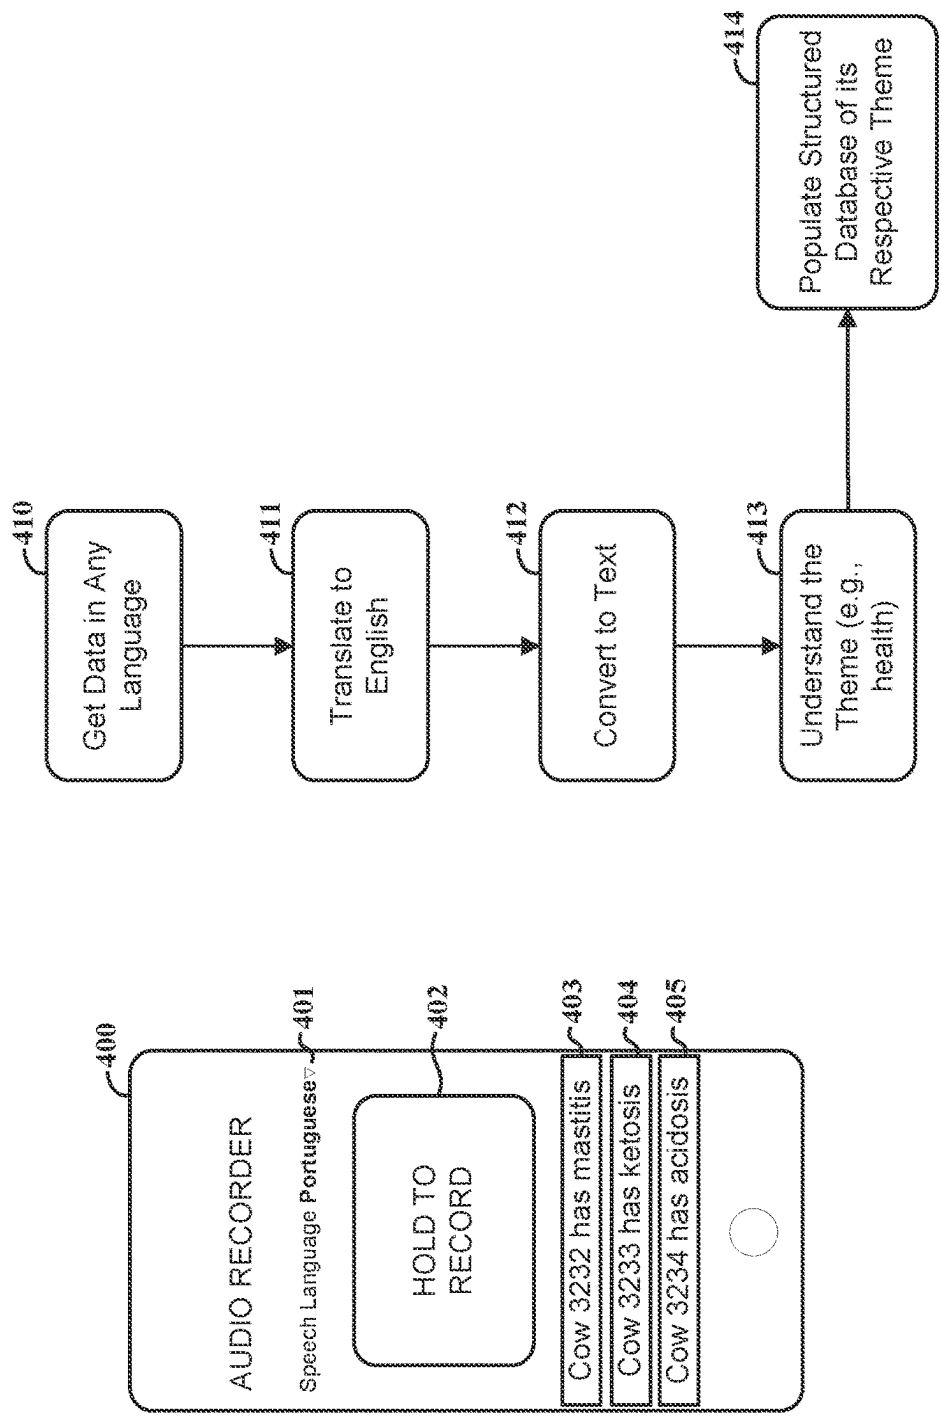 400
AUDIO RECORDER
Speech Language Portuguese▿
401
HOLD TO
RECORD
402
Cow 3232 has mastitis
403
Cow 3233 has ketosis
404
Cow 3234 has acidosis
405
410
Get Data in Any
Language
411
Translate to
English
412
Convert to Text
413
Understand the
Theme (e.g.,
health)
414
Populate Structured
Database of its
Respective Theme